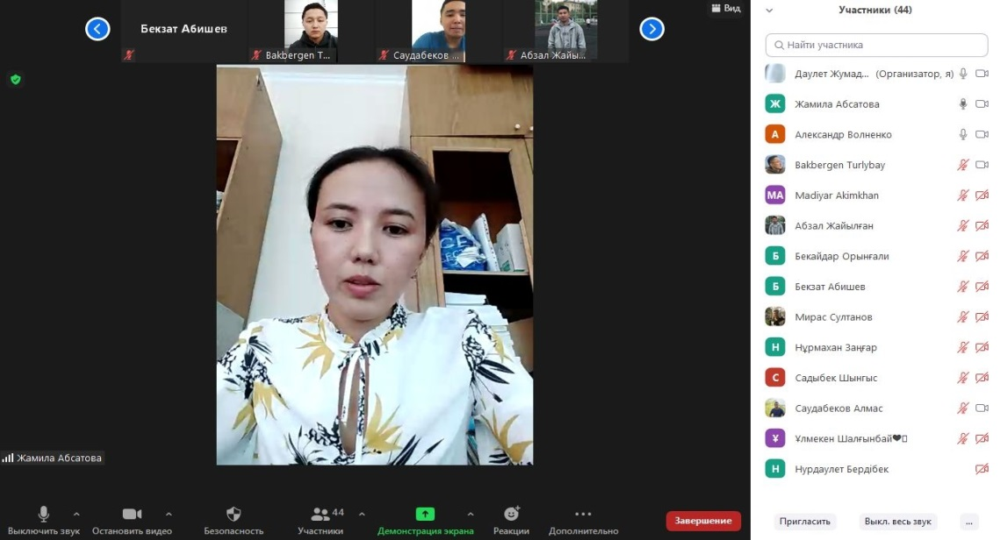 Бекзат Абишев
Bakbergen T...
Саудабеков ...
Абзал Жайы...
Вид
Жамила Абсатова
Выключить звук
Остановить видео
Безопасность
44
Участники
Демонстрация экрана
Реакции
Дополнительно
Завершение
Участники (44)
Найти участника
Даулет Жумад... (Организатор, я)
Ж Жамила Абсатова
А Александр Волненко
Bakbergen Turlybay
MA Madiyar Akimkhan
Абзал Жайылған
Б Бекайдар Орынғали
Б Бекзат Абишев
Мирас Султанов
Н Нұрмахан Заңғар
С Садыбек Шынғыс
Саудабеков Алмас
Ұ Ұлмекен Шалғынбай❤
Н Нурдаулет Бердібек
Пригласить
Выкл. весь звук
...